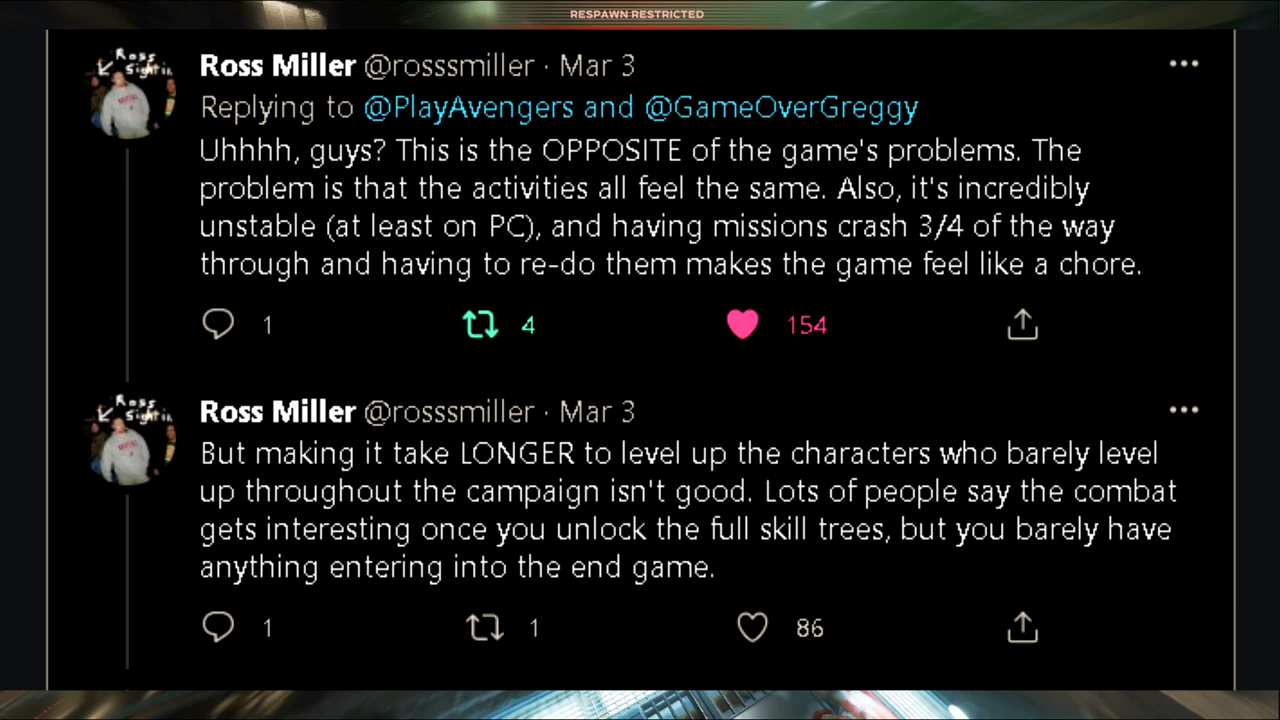 RESPAWN RESTRICTED
Ross Miller @rosssmiller · Mar 3
Replying to @PlayAvengers and @GameOverGreggy
Uhhhh, guys? This is the OPPOSITE of the game's problems. The
problem is that the activities all feel the same. Also, it's incredibly
unstable (at least on PC), and having missions crash 3/4 of the way
through and having to re-do them makes the game feel like a chore.
1 4 154
Ross Miller @rosssmiller · Mar 3
But making it take LONGER to level up the characters who barely level
up throughout the campaign isn't good. Lots of people say the combat
gets interesting once you unlock the full skill trees, but you barely have
anything entering into the end game.
1 1 86